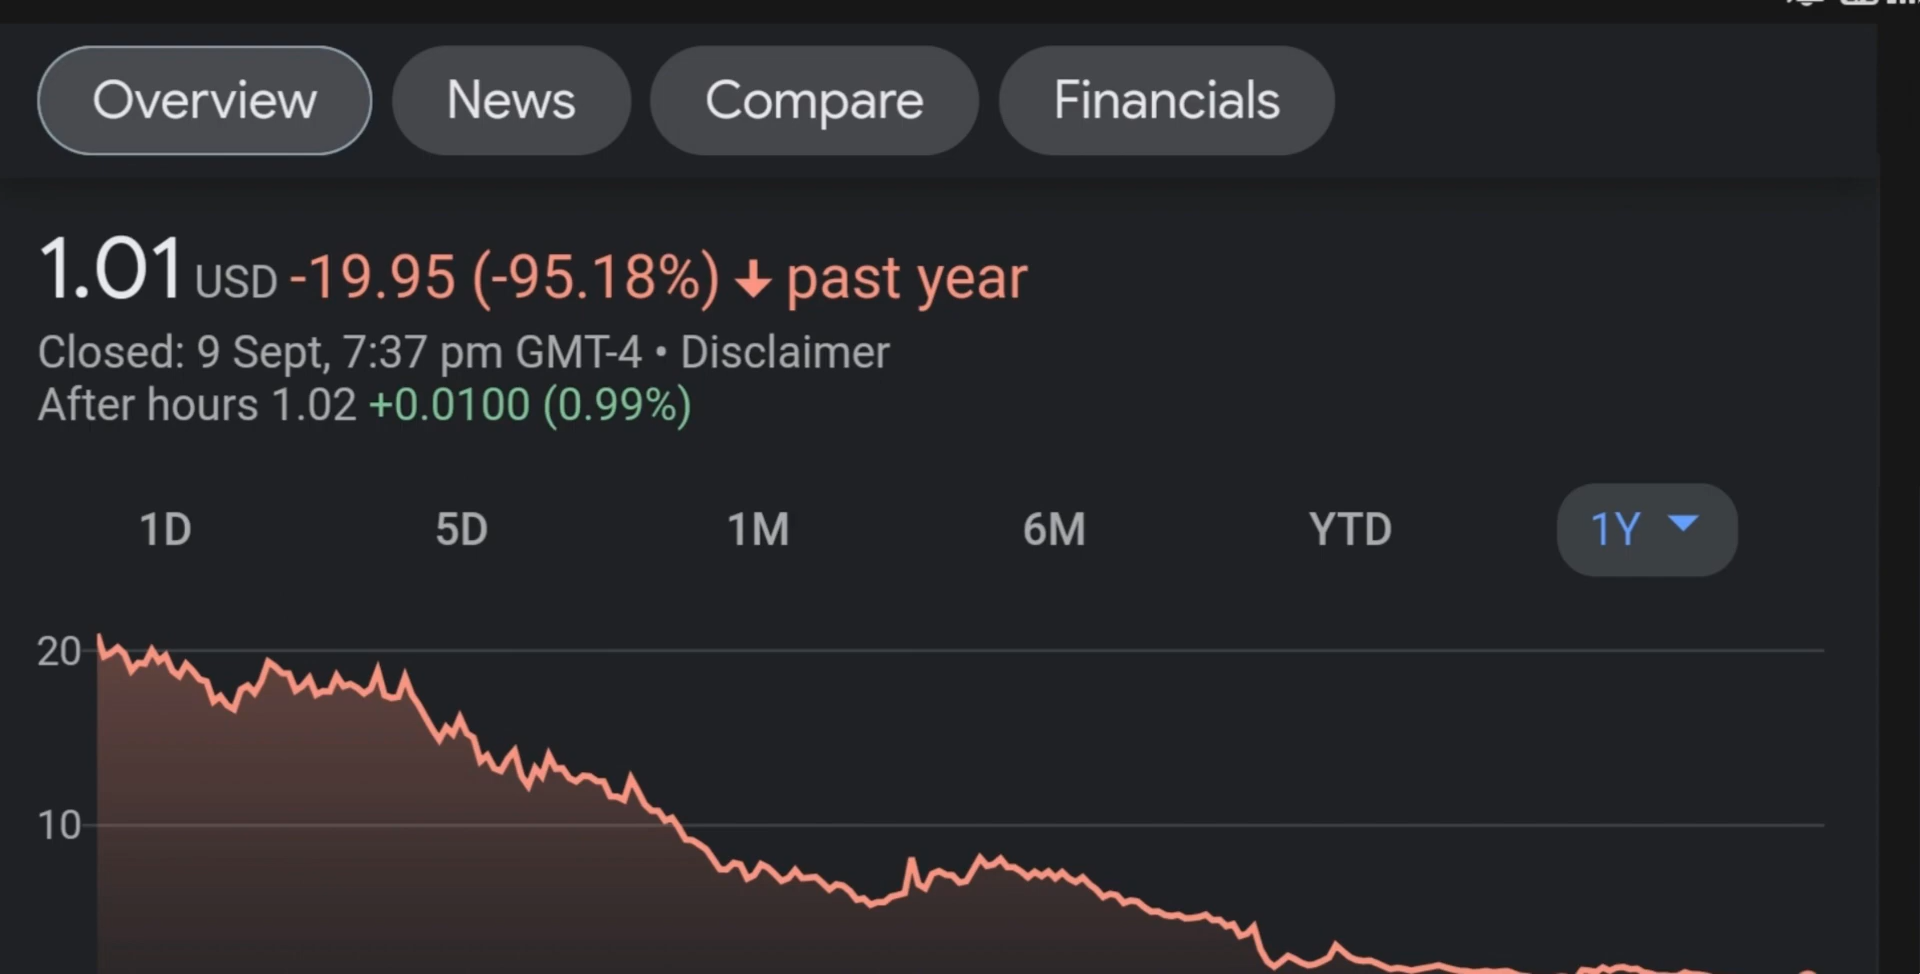 Overview News Compare Financials
1.01 USD -19.95 (-95.18%) ↓ past year
Closed: 9 Sept, 7:37 pm GMT-4 • Disclaimer
After hours 1.02 +0.0100 (0.99%)
1D 5D 1M 6M YTD 1Y
20
10